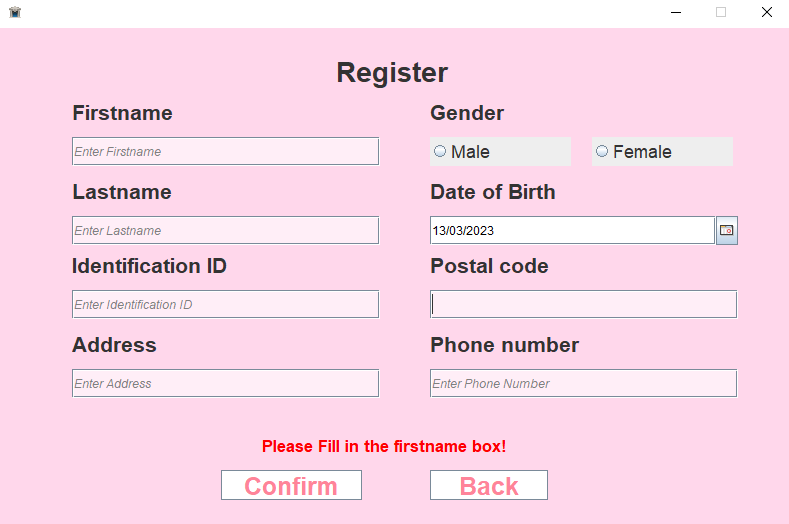 Register
Firstname
Gender
Enter Firstname
Male
Female
Lastname
Date of Birth
Enter Lastname
13/03/2023
Identification ID
Postal code
Enter Identification ID
Address
Phone number
Enter Address
Enter Phone Number
Please Fill in the firstname box!
Confirm
Back